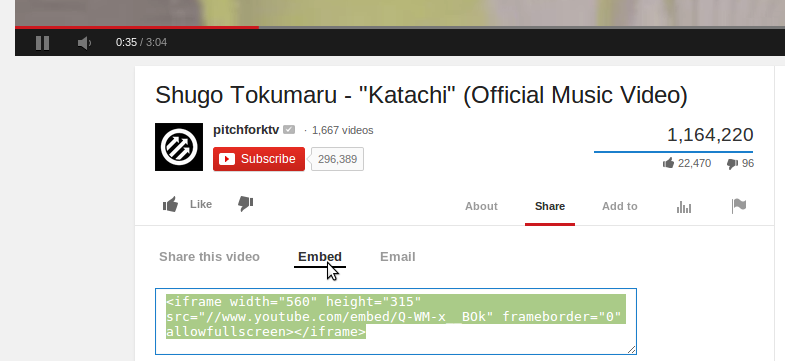 0:35 / 3:04
Shugo Tokumaru - "Katachi" (Official Music Video)
pitchforktv · 1,667 videos
Subscribe 296,389
1,164,220
22,470 96
Like
About Share Add to
Share this video Embed Email
<iframe width="560" height="315"
src="//www.youtube.com/embed/Q-WM-x__BOk" frameborder="0"
allowfullscreen></iframe>